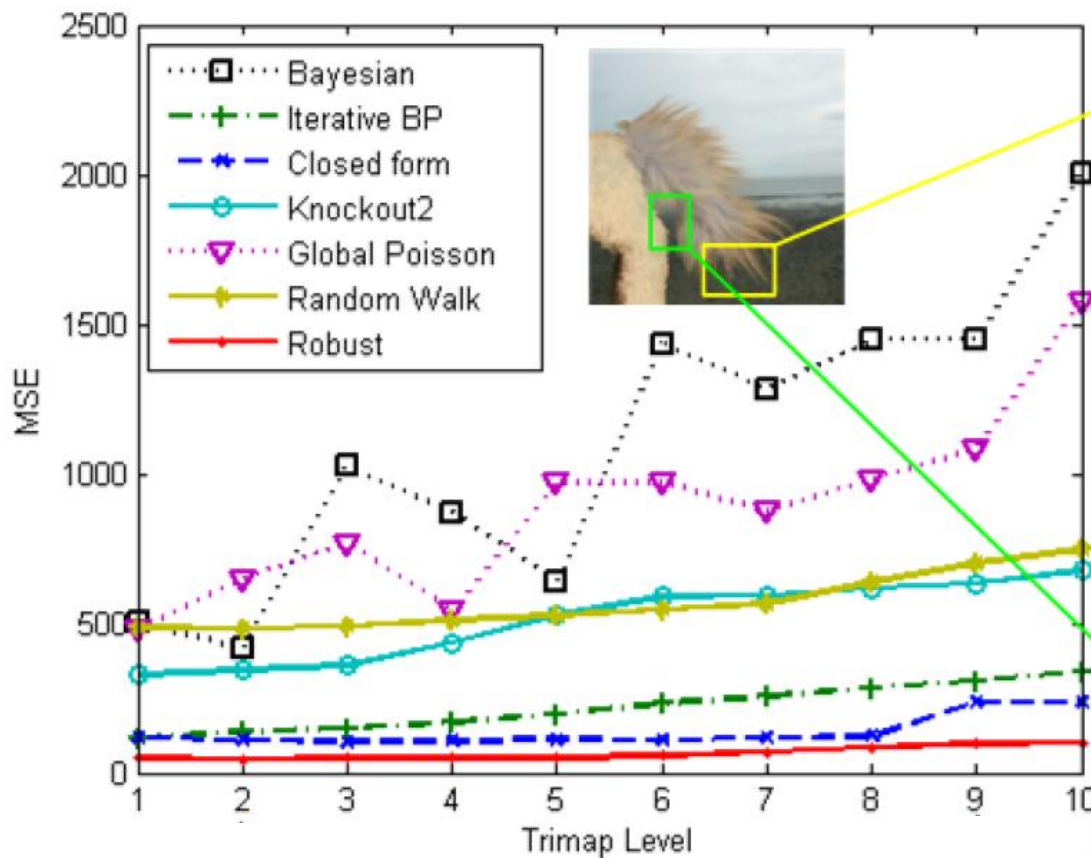 2500
2000
1500
1000
500
0
MSE
Bayesian
Iterative BP
Closed form
Knockout2
Global Poisson
Random Walk
Robust
1 2 3 4 5 6 7 8 9 10
Trimap Level